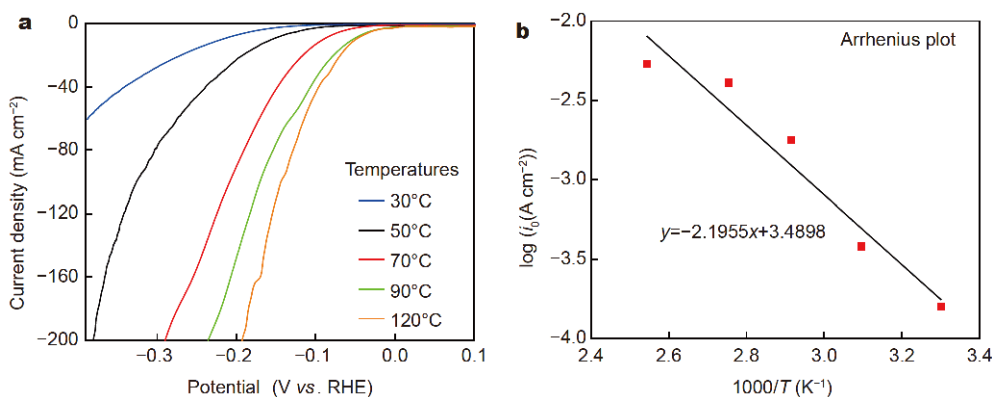 a
0
−40
−80
−120
−160
−200
Current density (mA cm−2)
−0.3
−0.2
−0.1
0.0
0.1
Potential (V vs. RHE)
Temperatures
30°C
50°C
70°C
90°C
120°C
b
−2.0
−2.5
−3.0
−3.5
−4.0
log (i0(A cm−2))
2.4
2.6
2.8
3.0
3.2
3.4
1000/T (K−1)
Arrhenius plot
y=−2.1955x+3.4898